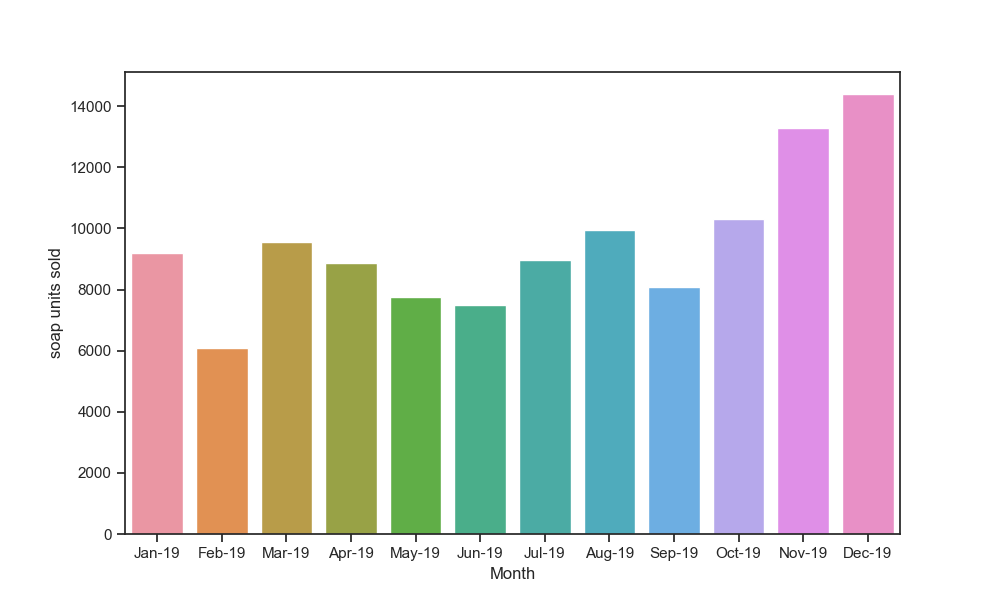 14000
12000
10000
8000
6000
4000
2000
0
soap units sold
Jan-19 Feb-19 Mar-19 Apr-19 May-19 Jun-19 Jul-19 Aug-19 Sep-19 Oct-19 Nov-19 Dec-19
Month